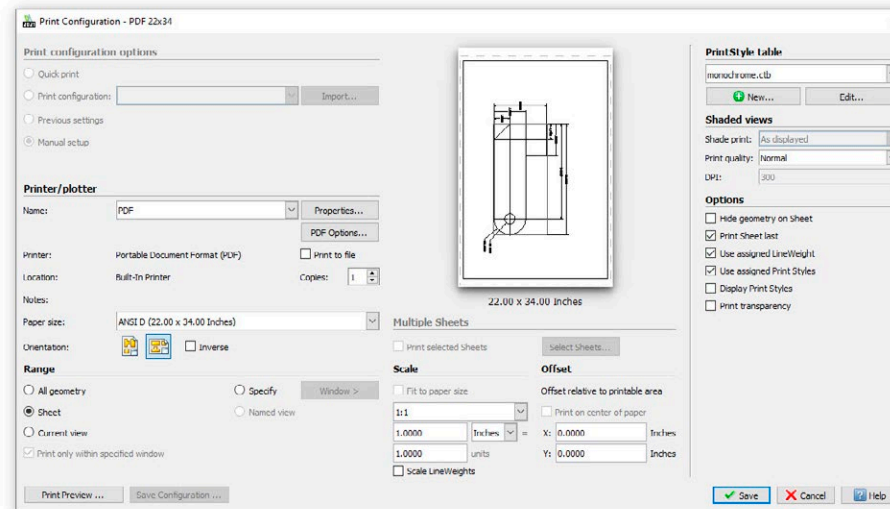 Print Configuration - PDF 22x34
Print configuration options
Quick print
Print configuration:
Import...
Previous settings
Manual setup
Printer/plotter
Name:
PDF
Properties...
PDF Options...
Printer:
Portable Document Format (PDF)
Print to file
Location:
Built-In Printer
Copies:
1
Notes:
Paper size:
ANSI D (22.00 x 34.00 Inches)
Orientation:
Inverse
Range
All geometry
Specify
Window >
Sheet
Named view
Current view
Print only within specified window
Print Preview ...
Save Configuration ...
22.00 x 34.00 Inches
Multiple Sheets
Print selected Sheets
Select Sheets...
Scale
Fit to paper size
1:1
1.0000
Inches
=
1.0000
units
Scale LineWeights
Offset
Offset relative to printable area
Print on center of paper
X: 0.0000 Inches
Y: 0.0000 Inches
PrintStyle table
monochrome.ctb
New...
Edit...
Shaded views
Shade print: As displayed
Print quality: Normal
DPI: 300
Options
Hide geometry on Sheet
Print Sheet last
Use assigned LineWeight
Use assigned Print Styles
Display Print Styles
Print transparency
Save
Cancel
Help